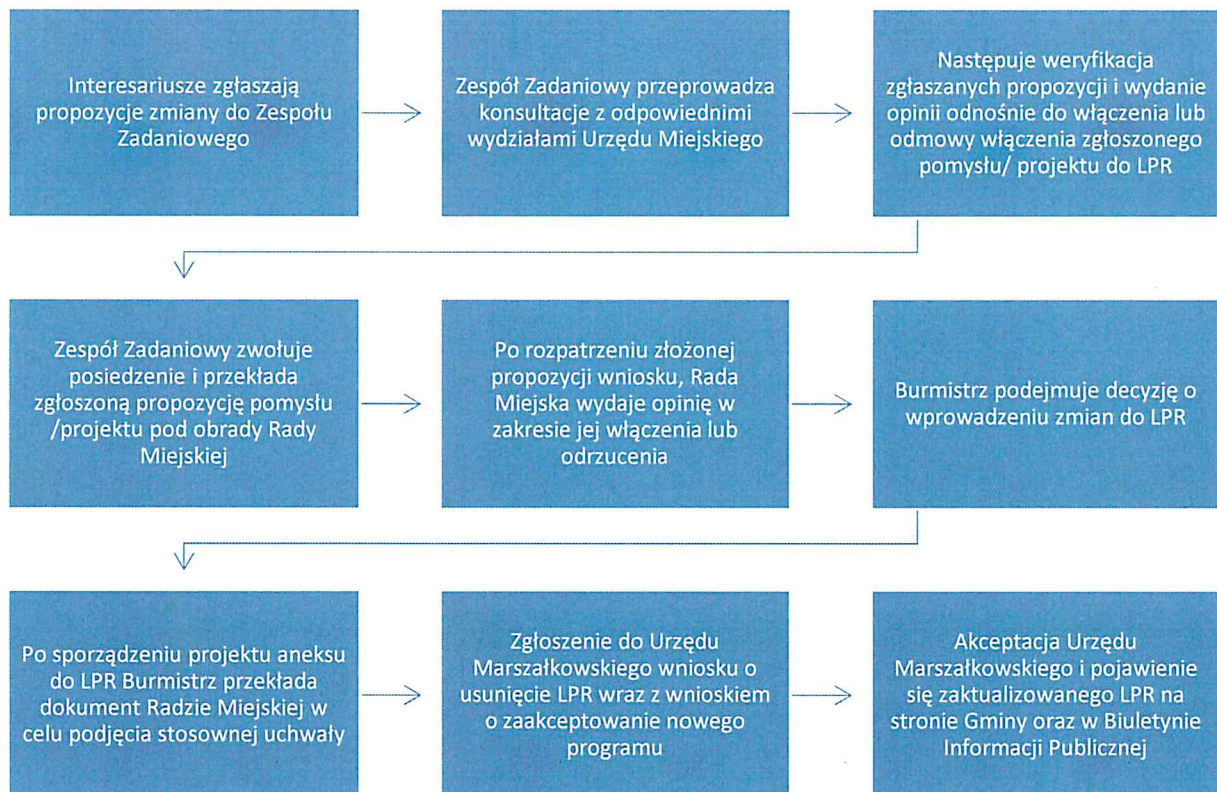 Interesariusze zgłaszają
propozycje zmiany do Zespołu
Zadaniowego
Zespół Zadaniowy przeprowadza
konsultacje z odpowiednimi
wydziałami Urzędu Miejskiego
Następuje weryfikacja
zgłaszanych propozycji i wydanie
opinii odnośnie do włączenia lub
odmowy włączenia zgłoszonego
pomysłu/ projektu do LPR
Zespół Zadaniowy zwołuje
posiedzenie i przekłada
zgłoszoną propozycję pomysłu
/projektu pod obrady Rady
Miejskiej
Po rozpatrzeniu złożonej
propozycji wniosku, Rada
Miejska wydaje opinię w
zakresie jej włączenia lub
odrzucenia
Burmistrz podejmuje decyzję o
wprowadzeniu zmian do LPR
Po sporządzeniu projektu aneksu
do LPR Burmistrz przekłada
dokument Radzie Miejskiej w
celu podjęcia stosownej uchwały
Zgłoszenie do Urzędu
Marszałkowskiego wniosku o
usunięcie LPR wraz z wnioskiem
o zaakceptowanie nowego
programu
Akceptacja Urzędu
Marszałkowskiego i pojawienie
się zaktualizowanego LPR na
stronie Gminy oraz w Biuletynie
Informacji Publicznej